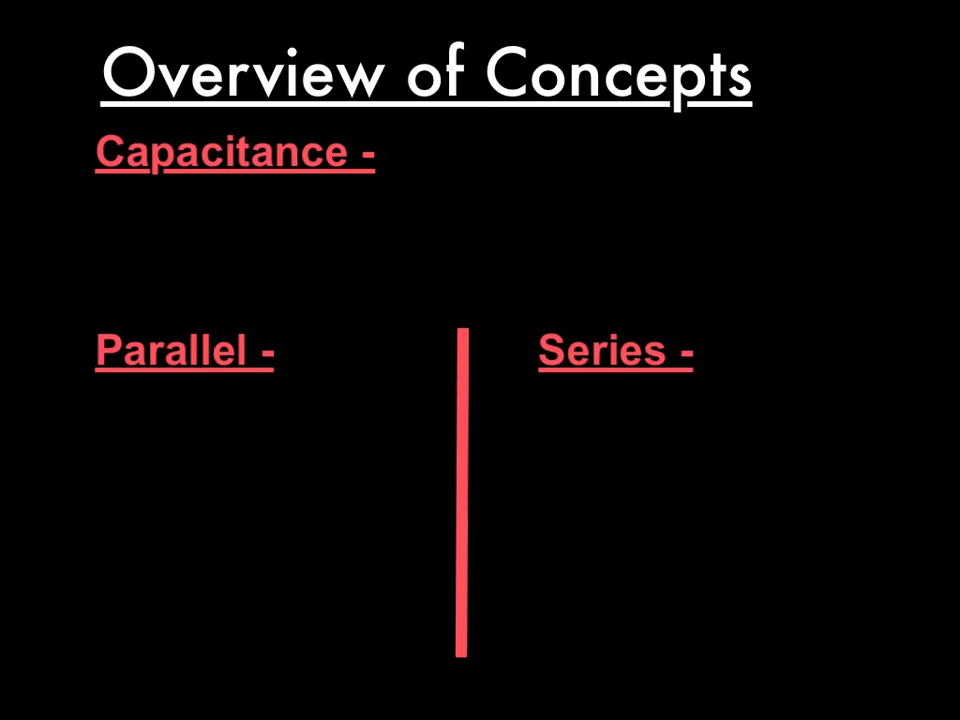 Overview of Concepts
Capacitance -
Parallel -
Series -